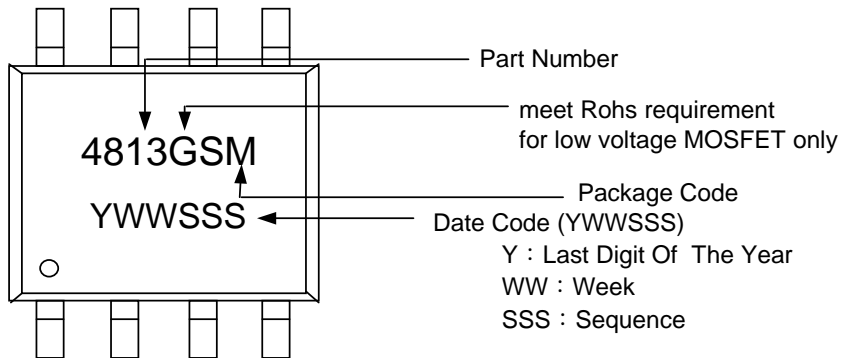 Part Number
meet Rohs requirement
for low voltage MOSFET only
4813GSM
Package Code
YWWSSS
Date Code (YWWSSS)
Y：Last Digit Of The Year
WW：Week
SSS：Sequence